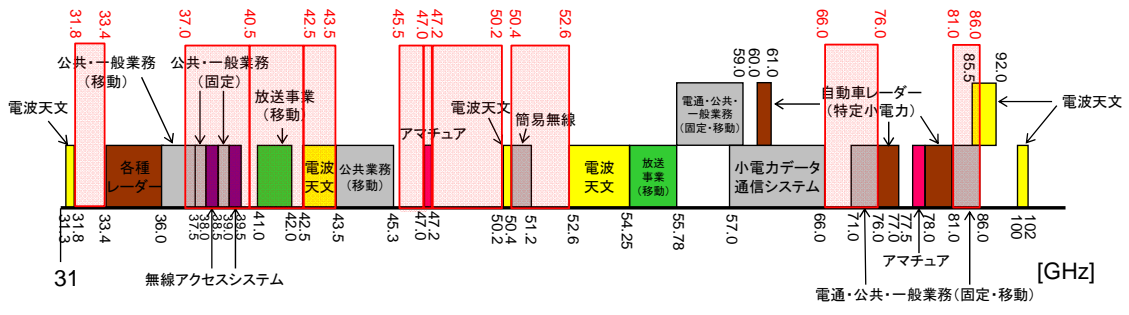 31.8
33.4
37.0
40.5
42.5
43.5
45.5
47.0
47.2
50.2
50.4
52.6
66.0
76.0
81.0
86.0
59.0
60.0
61.0
85.5
92.0
公共・一般業務
(移動)
公共・一般業務
(固定)
放送事業
(移動)
電波天文
アマチュア
電波天文
簡易無線
電通・公共・
一般業務
(固定・移動)
自動車レーダー
(特定小電力)
電波天文
各種
レーダー
電波
天文
公共業務
(移動)
電波
天文
放送
事業
(移動)
小電力データ
通信システム
31.3
31.8
33.4
36.0
37.5
38.0
38.5
39.0
39.5
41.0
42.0
42.5
43.5
45.3
47.0
47.2
50.2
50.4
51.2
52.6
54.25
55.78
57.0
66.0
71.0
76.0
77.0
77.5
78.0
81.0
86.0
100
102
31
無線アクセスシステム
アマチュア
[GHz]
電通・公共・一般業務(固定・移動)